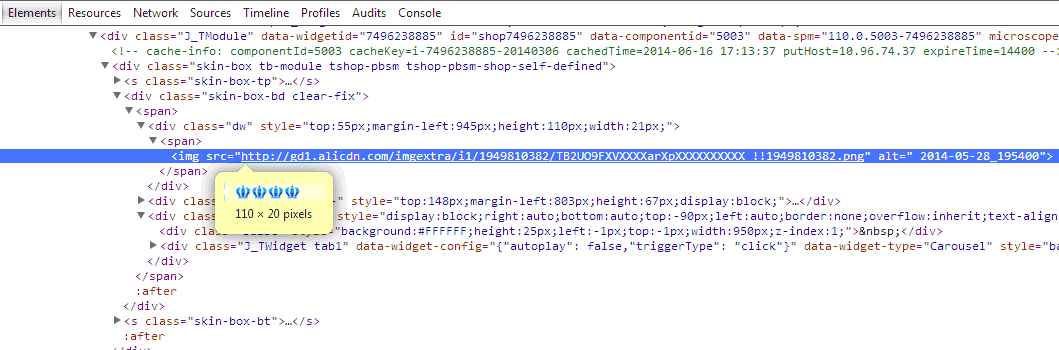 Elements Resources Network Sources Timeline Profiles Audits Console
▼<div class="J_TModule" data-widgetid="7496238885" id="shop7496238885" data-component="5003" data-spm="110.0.5003-7496238885" microscope
<!-- cache-info: componentId=5003 cacheKey=i-7496238885-20140306 cachedTime=2014-06-16 17:13:37 putHost=10.96.74.37 expireTime=14400 -->
▼<div class="skin-box tb-module tshop-pbsm tshop-pbsm-shop-self-defined">
▶<s class="skin-box-tp">…</s>
▼<div class="skin-box-bd clear-fix">
▼<span>
▼<div class="dw" style="top:55px;margin-left:945px;height:110px;width:21px;">
▼<span>
<img src="http://gd1.alicdn.com/imgextra/i1/1949810382/TB2UO9FXVXXXXarXpXXXXXXXXXX_!!1949810382.png" alt=" 2014-05-28_195400">
</span>
</div>
▶<div " style="top:148px;margin-left:803px;height:67px;display:block;">…</div>
▼<div style="display:block;right:auto;bottom:auto;top:-90px;left:auto;border:none;overflow:inherit;text-align
<div "background:#FFFFFF;height:25px;left:-1px;top:-1px;width:950px;z-index:1;">&nbsp;</div>
▶<div class="J_TWidget tab1" data-widget-config="{"autoplay": false,"triggerType": "click"}" data-widget-type="Carousel" style="ba
</div>
</span>
:after
</div>
▶<s class="skin-box-bt">…</s>
:after
</div>
110 × 20 pixels